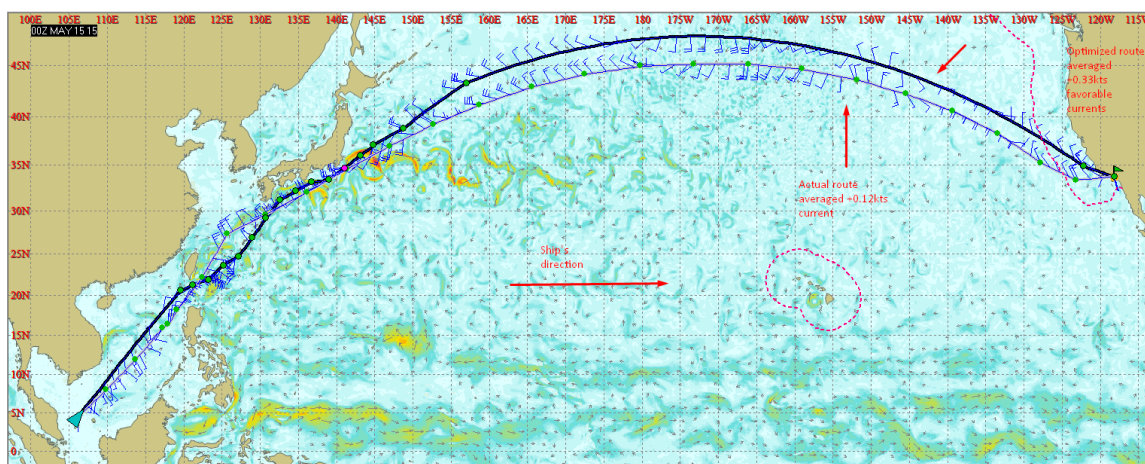 100E 105E 110E 115E 120E 125E 130E 135E 140E 145E 150E 155E 160E 165E 170E 175E 180 175W 170W 165W 160W 155W 150W 145W 140W 135W 130W 125W 120W 115W
00Z MAY 15 15
45N
40N
35N
30N
25N
20N
15N
10N
5N
0
Optimized route
averaged
+0.33kts
favorable
currents
Actual route
averaged +0.12kts
current
Ship's
direction